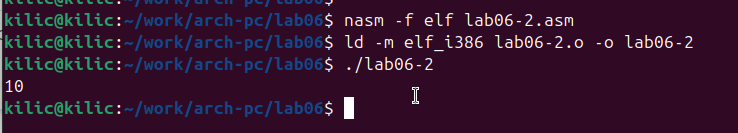 kilic@kilic:~/work/arch-pc/lab06$ nasm -f elf lab06-2.asm
kilic@kilic:~/work/arch-pc/lab06$ ld -m elf_i386 lab06-2.o -o lab06-2
kilic@kilic:~/work/arch-pc/lab06$ ./lab06-2
10
kilic@kilic:~/work/arch-pc/lab06$